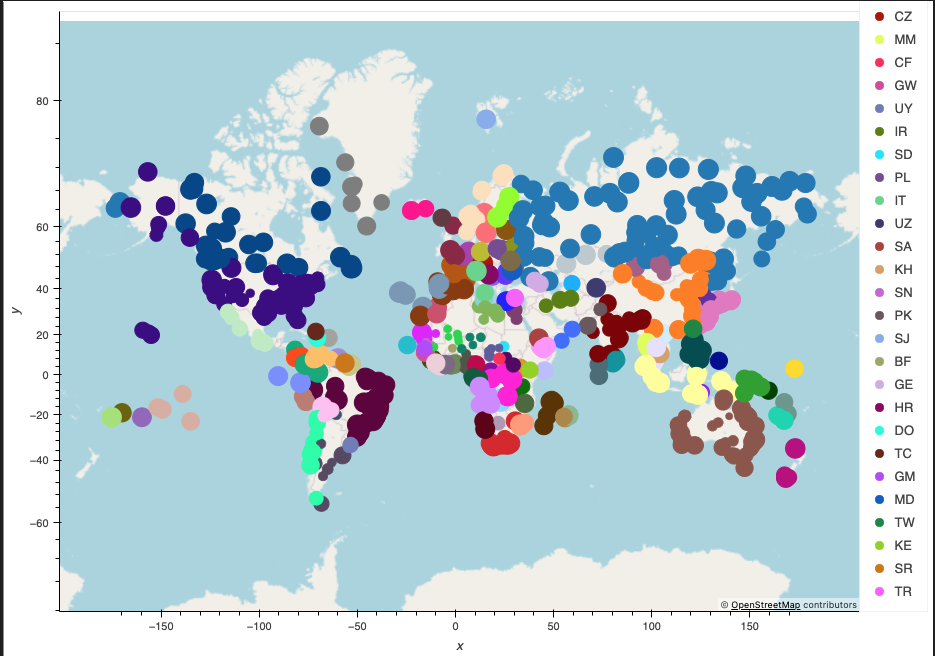 CZ
MM
CF
GW
UY
IR
SD
PL
IT
UZ
SA
KH
SN
PK
SJ
BF
GE
HR
DO
TC
GM
MD
TW
KE
SR
TR
80
60
40
20
0
−20
−40
−60
y
−150
−100
−50
0
50
100
150
x
© OpenStreetMap contributors